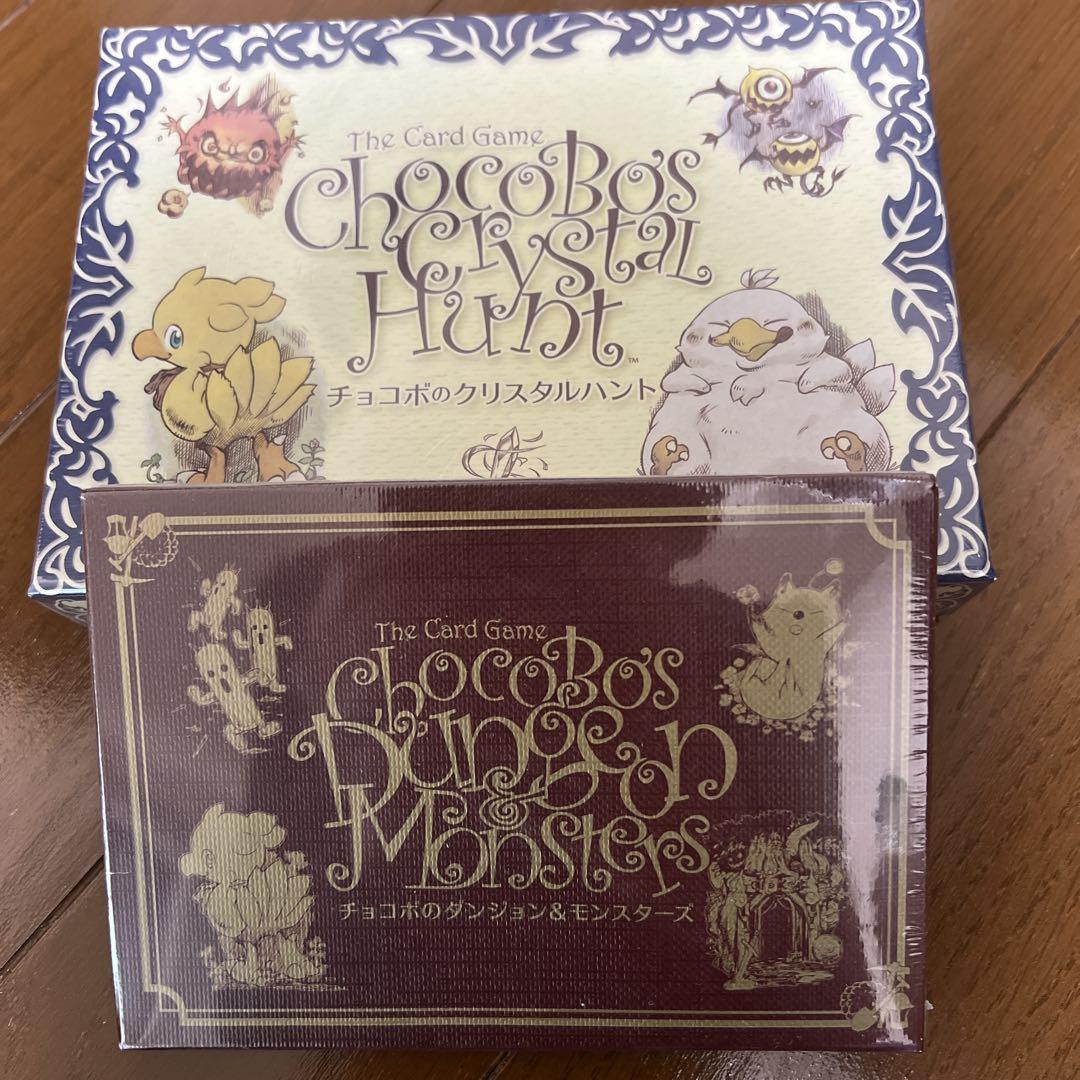 The Card Game
Chocobo's
Crystal
Hunt™
チョコボのクリスタルハント
The Card Game
Chocobo's
Dungeon
&
Monsters
チョコボのダンジョン&モンスターズ